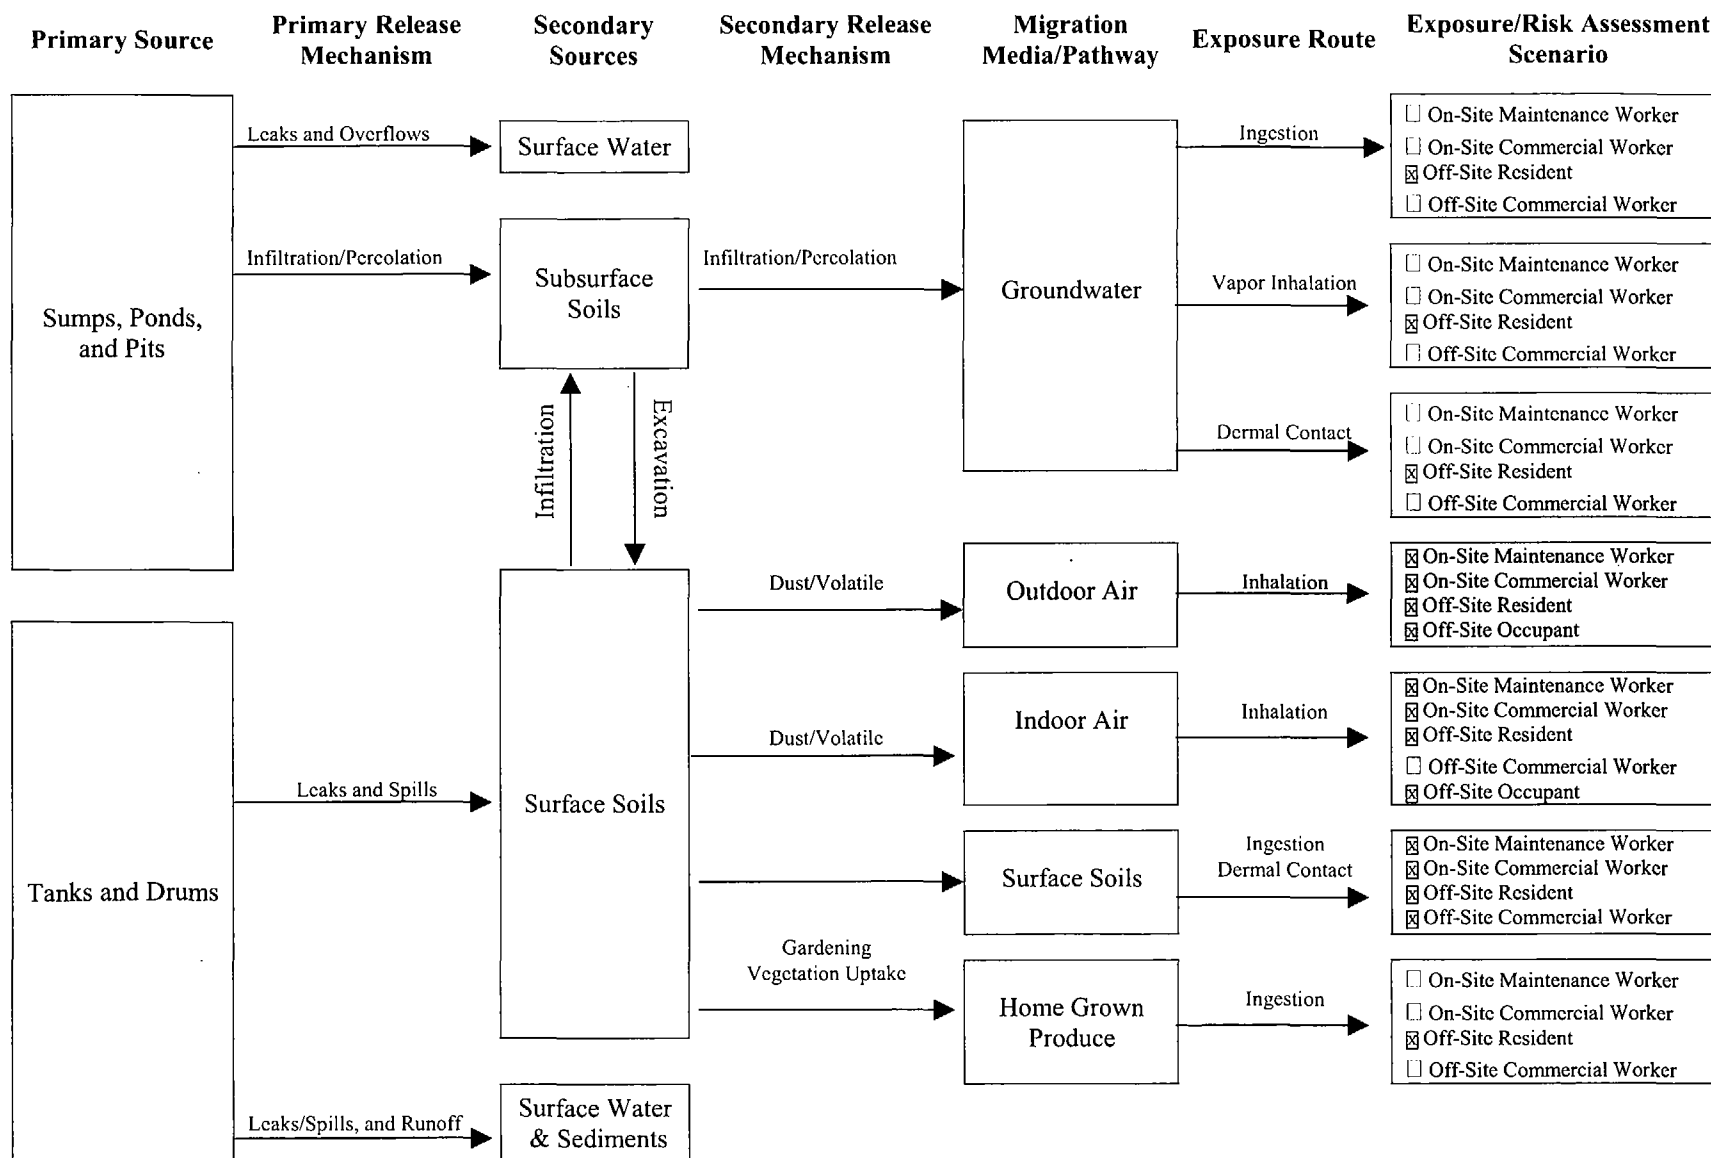 Primary Source
Primary Release
Mechanism
Secondary
Sources
Secondary Release
Mechanism
Migration
Media/Pathway
Exposure Route
Exposure/Risk Assessment
Scenario
Sumps, Ponds,
and Pits
Tanks and Drums
Leaks and Overflows
Infiltration/Percolation
Leaks and Spills
Leaks/Spills, and Runoff
Surface Water
Subsurface
Soils
Infiltration
Excavation
Surface Soils
Surface Water
& Sediments
Infiltration/Percolation
Dust/Volatile
Dust/Volatile
Gardening
Vegetation Uptake
Groundwater
Outdoor Air
Indoor Air
Surface Soils
Home Grown
Produce
Ingestion
Vapor Inhalation
Dermal Contact
Inhalation
Inhalation
Ingestion
Dermal Contact
Ingestion
☐ On-Site Maintenance Worker
☐ On-Site Commercial Worker
☒ Off-Site Resident
☐ Off-Site Commercial Worker
☐ On-Site Maintenance Worker
☐ On-Site Commercial Worker
☒ Off-Site Resident
☐ Off-Site Commercial Worker
☐ On-Site Maintenance Worker
☐ On-Site Commercial Worker
☒ Off-Site Resident
☐ Off-Site Commercial Worker
☒ On-Site Maintenance Worker
☒ On-Site Commercial Worker
☒ Off-Site Resident
☒ Off-Site Occupant
☒ On-Site Maintenance Worker
☒ On-Site Commercial Worker
☒ Off-Site Resident
☐ Off-Site Commercial Worker
☒ Off-Site Occupant
☒ On-Site Maintenance Worker
☒ On-Site Commercial Worker
☒ Off-Site Resident
☒ Off-Site Commercial Worker
☐ On-Site Maintenance Worker
☐ On-Site Commercial Worker
☒ Off-Site Resident
☐ Off-Site Commercial Worker